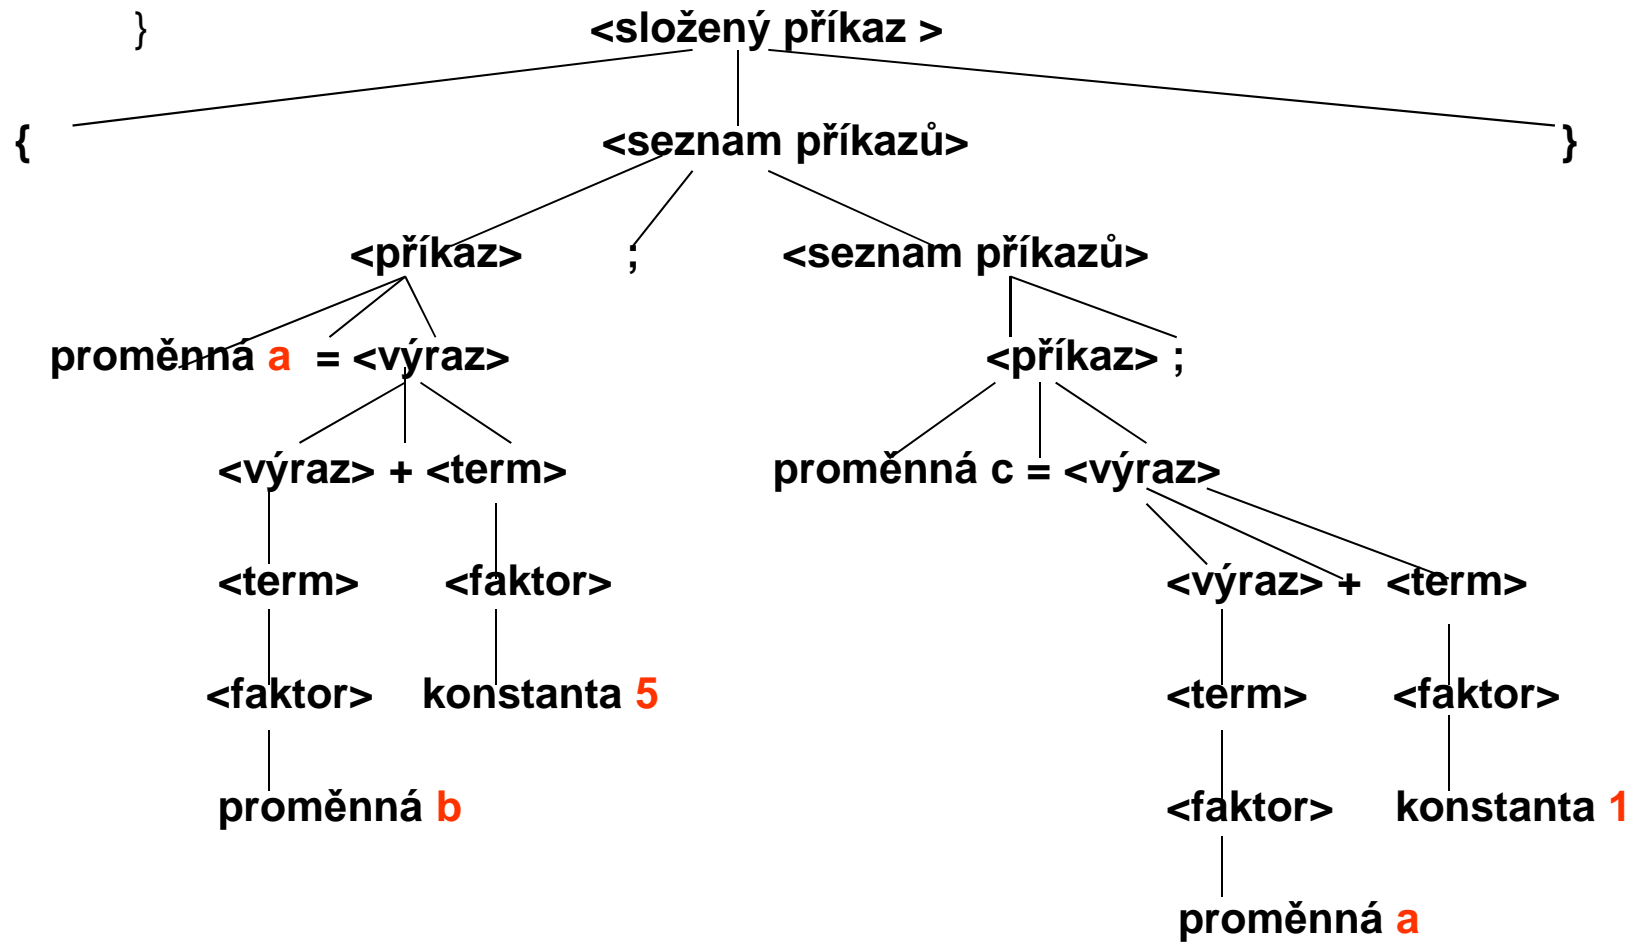 } <složený příkaz >
{ <seznam příkazů> }
<příkaz> ; <seznam příkazů>
proměnná a = <výraz> <příkaz> ;
<výraz> + <term> proměnná c = <výraz>
<term> <faktor> <výraz> + <term>
<faktor> konstanta 5 <term> <faktor>
proměnná b <faktor> konstanta 1
proměnná a